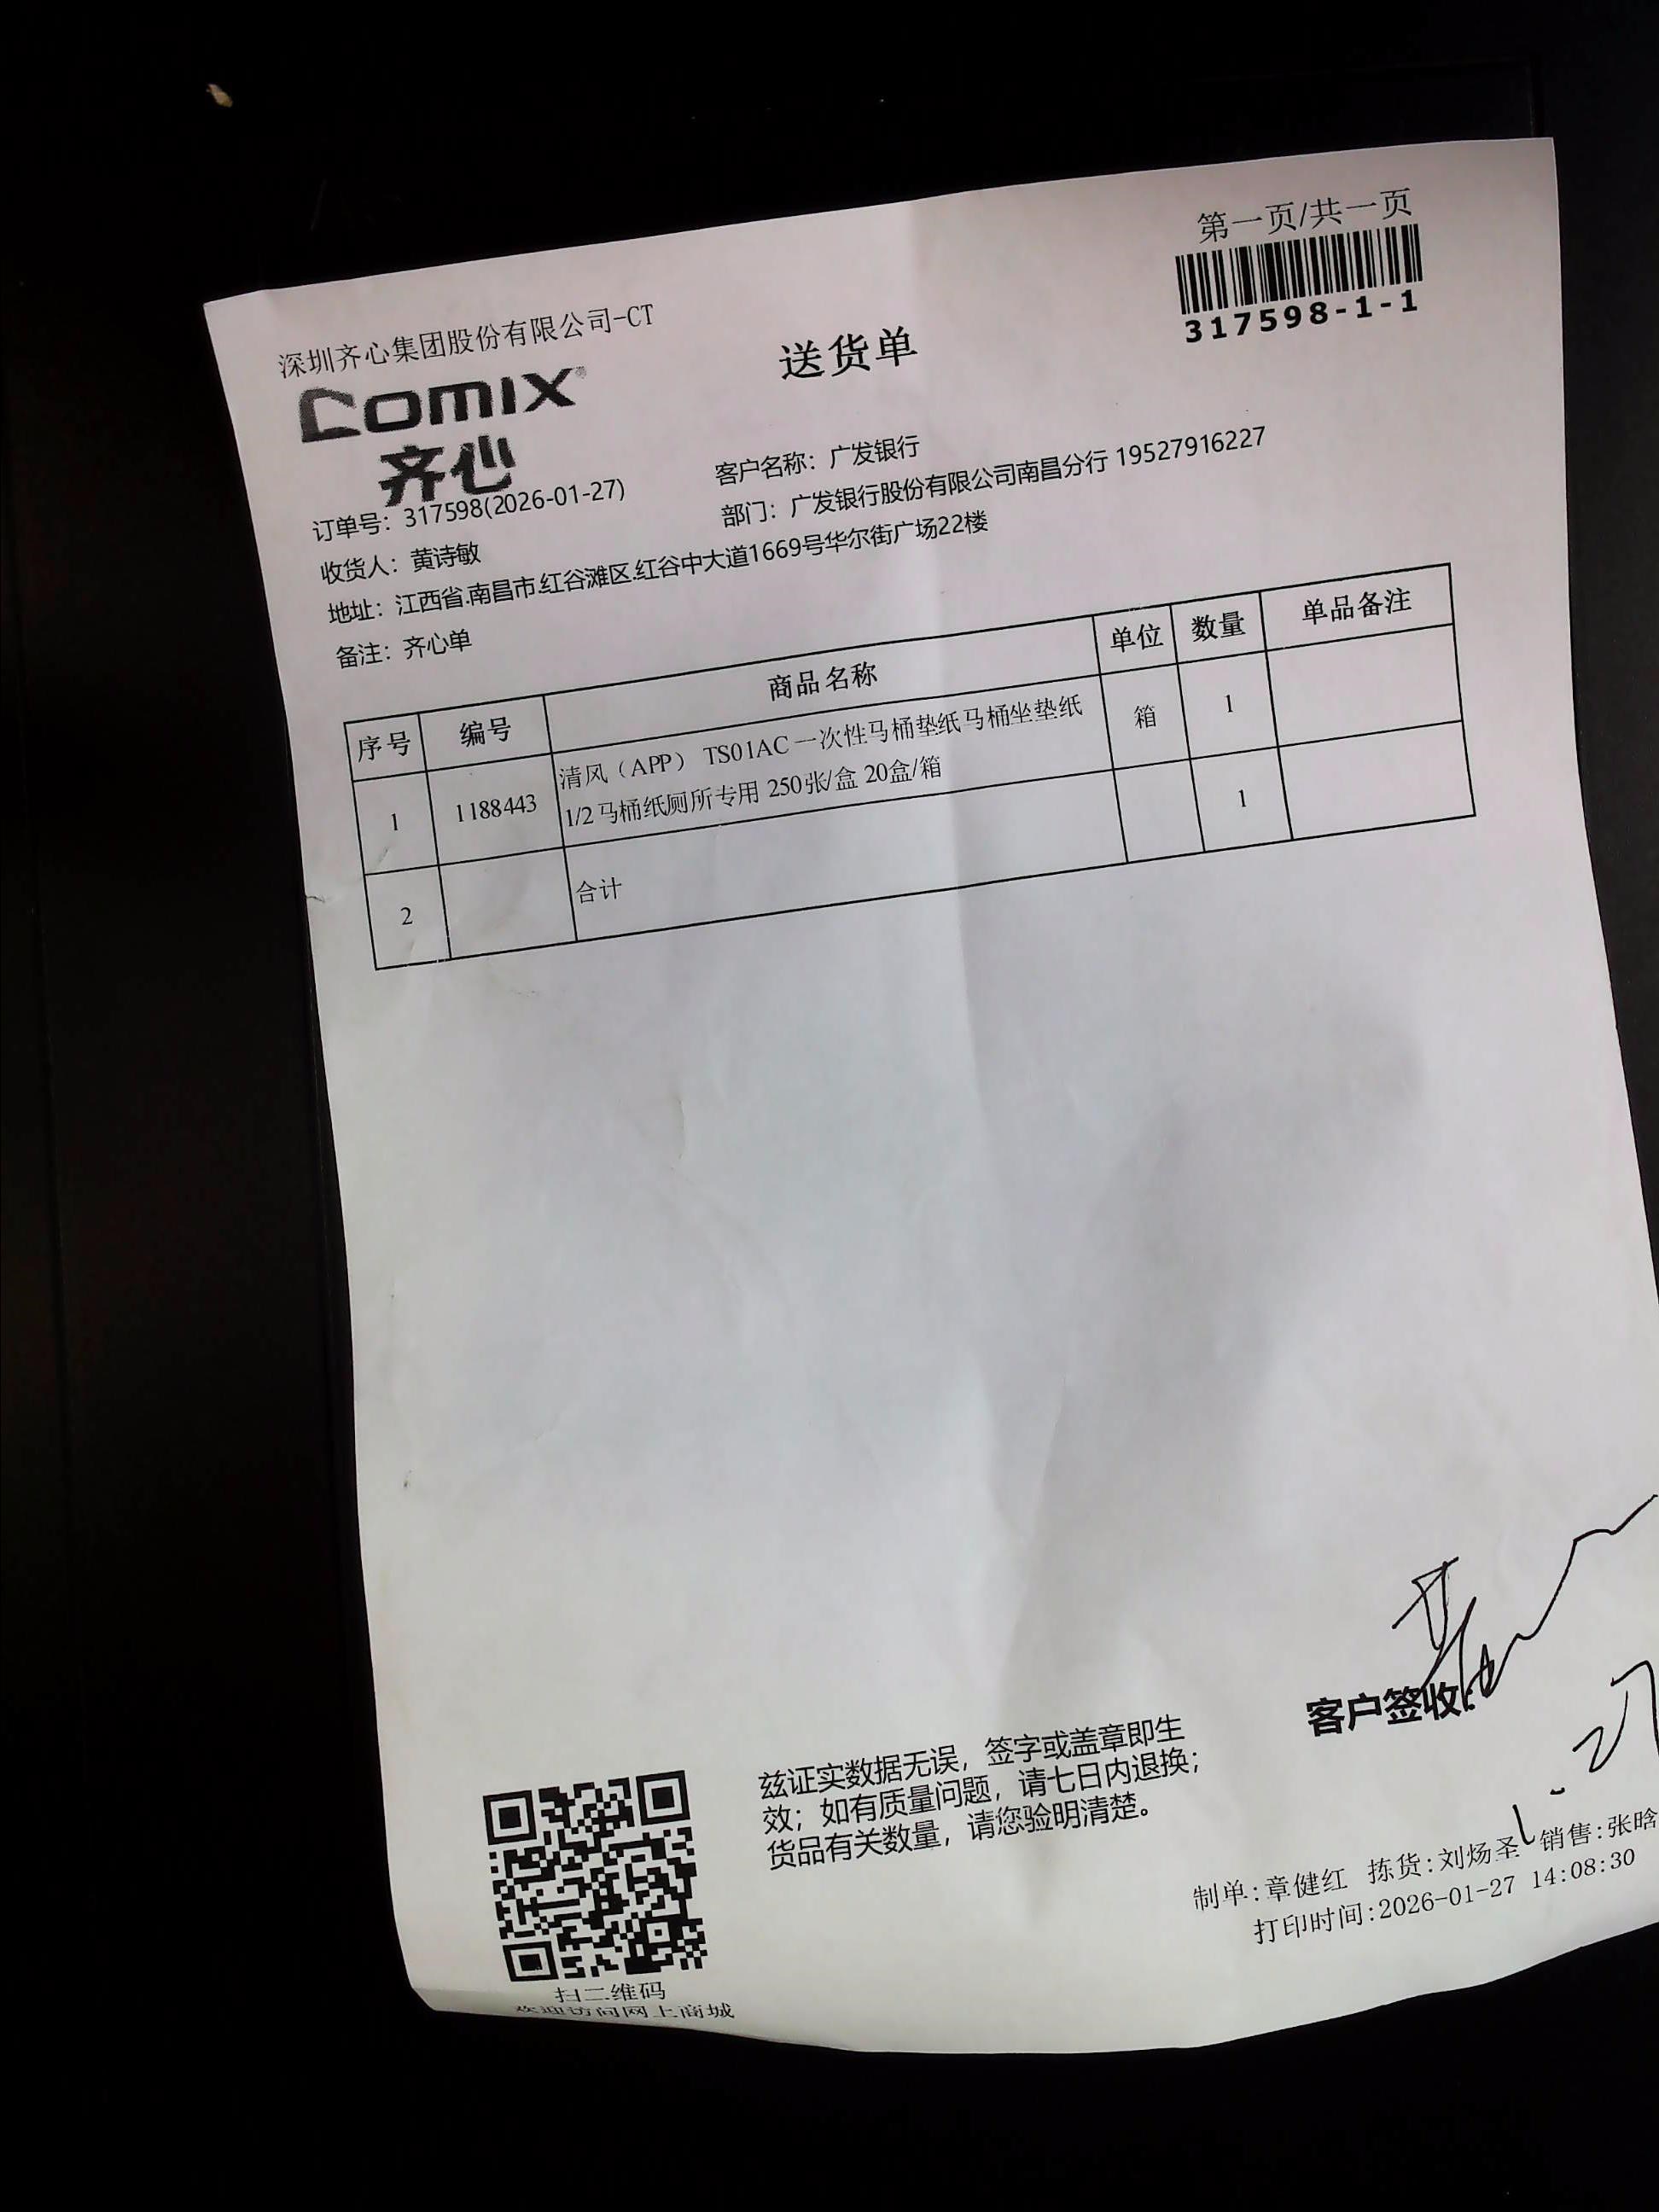 第一页/共一页
317598-1-1
深圳齐心集团股份有限公司-CT
送货单
comix
齐心
订单号：317598(2026-01-27)
客户名称：广发银行
收货人：黄诗敏
部门：广发银行股份有限公司南昌分行 19527916227
地址：江西省.南昌市.红谷滩区.红谷中大道1669号华尔街广场22楼
备注：齐心单
序号 编号 商品名称 单位 数量 单品备注
1 1188443 清风（APP） TS01AC 一次性马桶垫纸马桶坐垫纸 箱 1
1/2 马桶纸厕所专用 250张/盒 20盒/箱
2 合计 1
客户签收:
兹证实数据无误，签字或盖章即生
效；如有质量问题，请七日内退换；
货品有关数量，请您验明清楚。
制单:章健红 拣货:刘炀圣 销售:张晗
打印时间:2026-01-27 14:08:30
扫二维码
欢迎访问网上商城